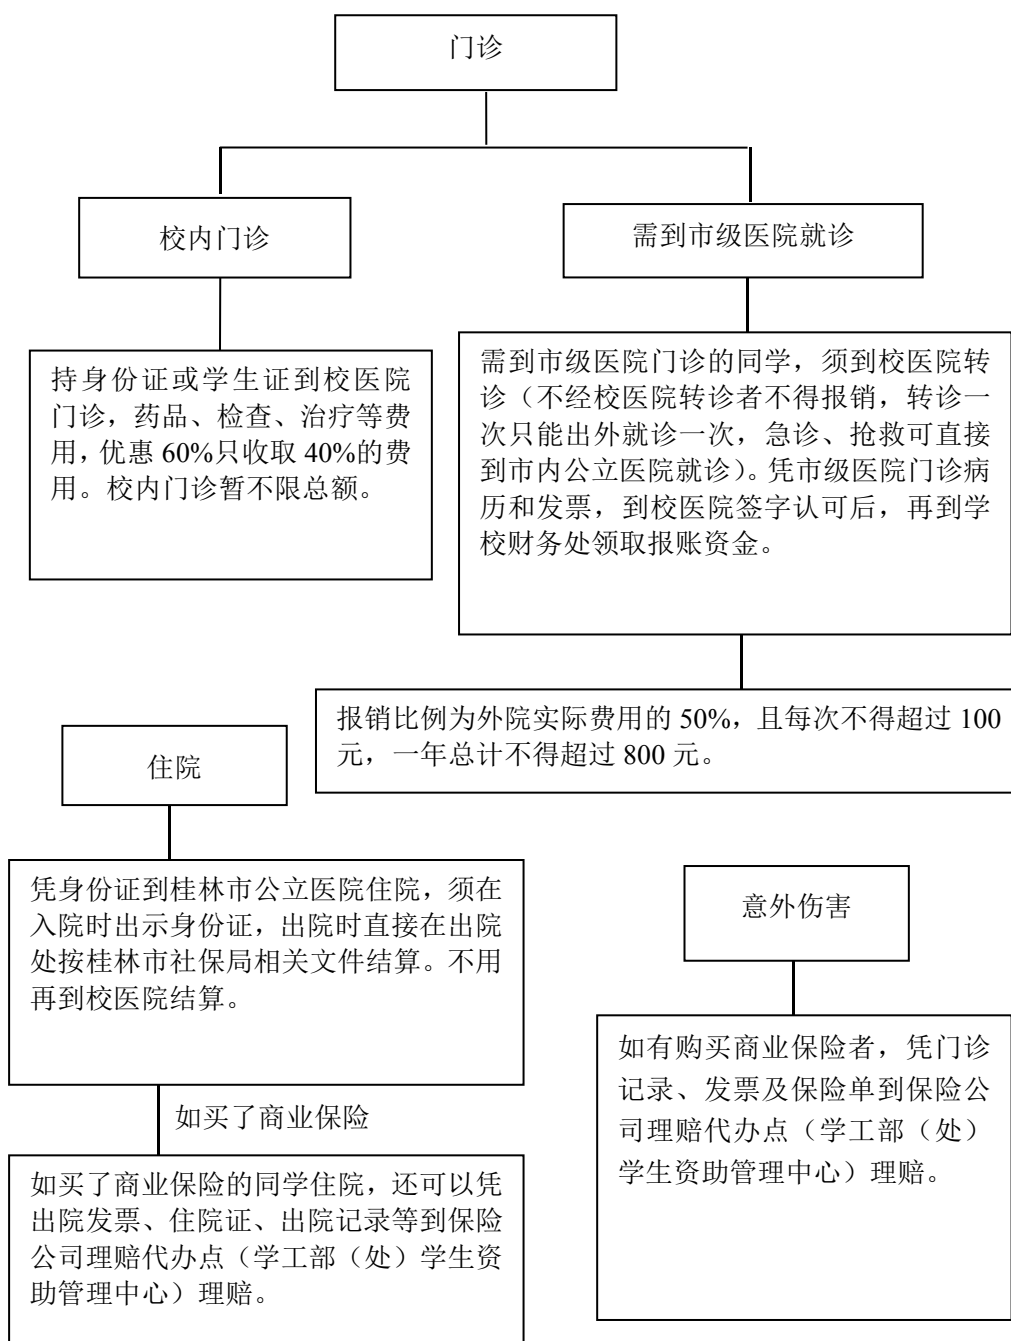 门诊
校内门诊
需到市级医院就诊
持身份证或学生证到校医院
门诊，药品、检查、治疗等费
用，优惠 60%只收取 40%的费
用。校内门诊暂不限总额。
需到市级医院门诊的同学，须到校医院转
诊（不经校医院转诊者不得报销，转诊一
次只能出外就诊一次，急诊、抢救可直接
到市内公立医院就诊）。凭市级医院门诊病
历和发票，到校医院签字认可后，再到学
校财务处领取报账资金。
报销比例为外院实际费用的 50%，且每次不得超过 100
元，一年总计不得超过 800 元。
住院
凭身份证到桂林市公立医院住院，须在
入院时出示身份证，出院时直接在出院
处按桂林市社保局相关文件结算。不用
再到校医院结算。
如买了商业保险
如买了商业保险的同学住院，还可以凭
出院发票、住院证、出院记录等到保险
公司理赔代办点（学工部（处）学生资
助管理中心）理赔。
意外伤害
如有购买商业保险者，凭门诊
记录、发票及保险单到保险公
司理赔代办点（学工部（处）
学生资助管理中心）理赔。